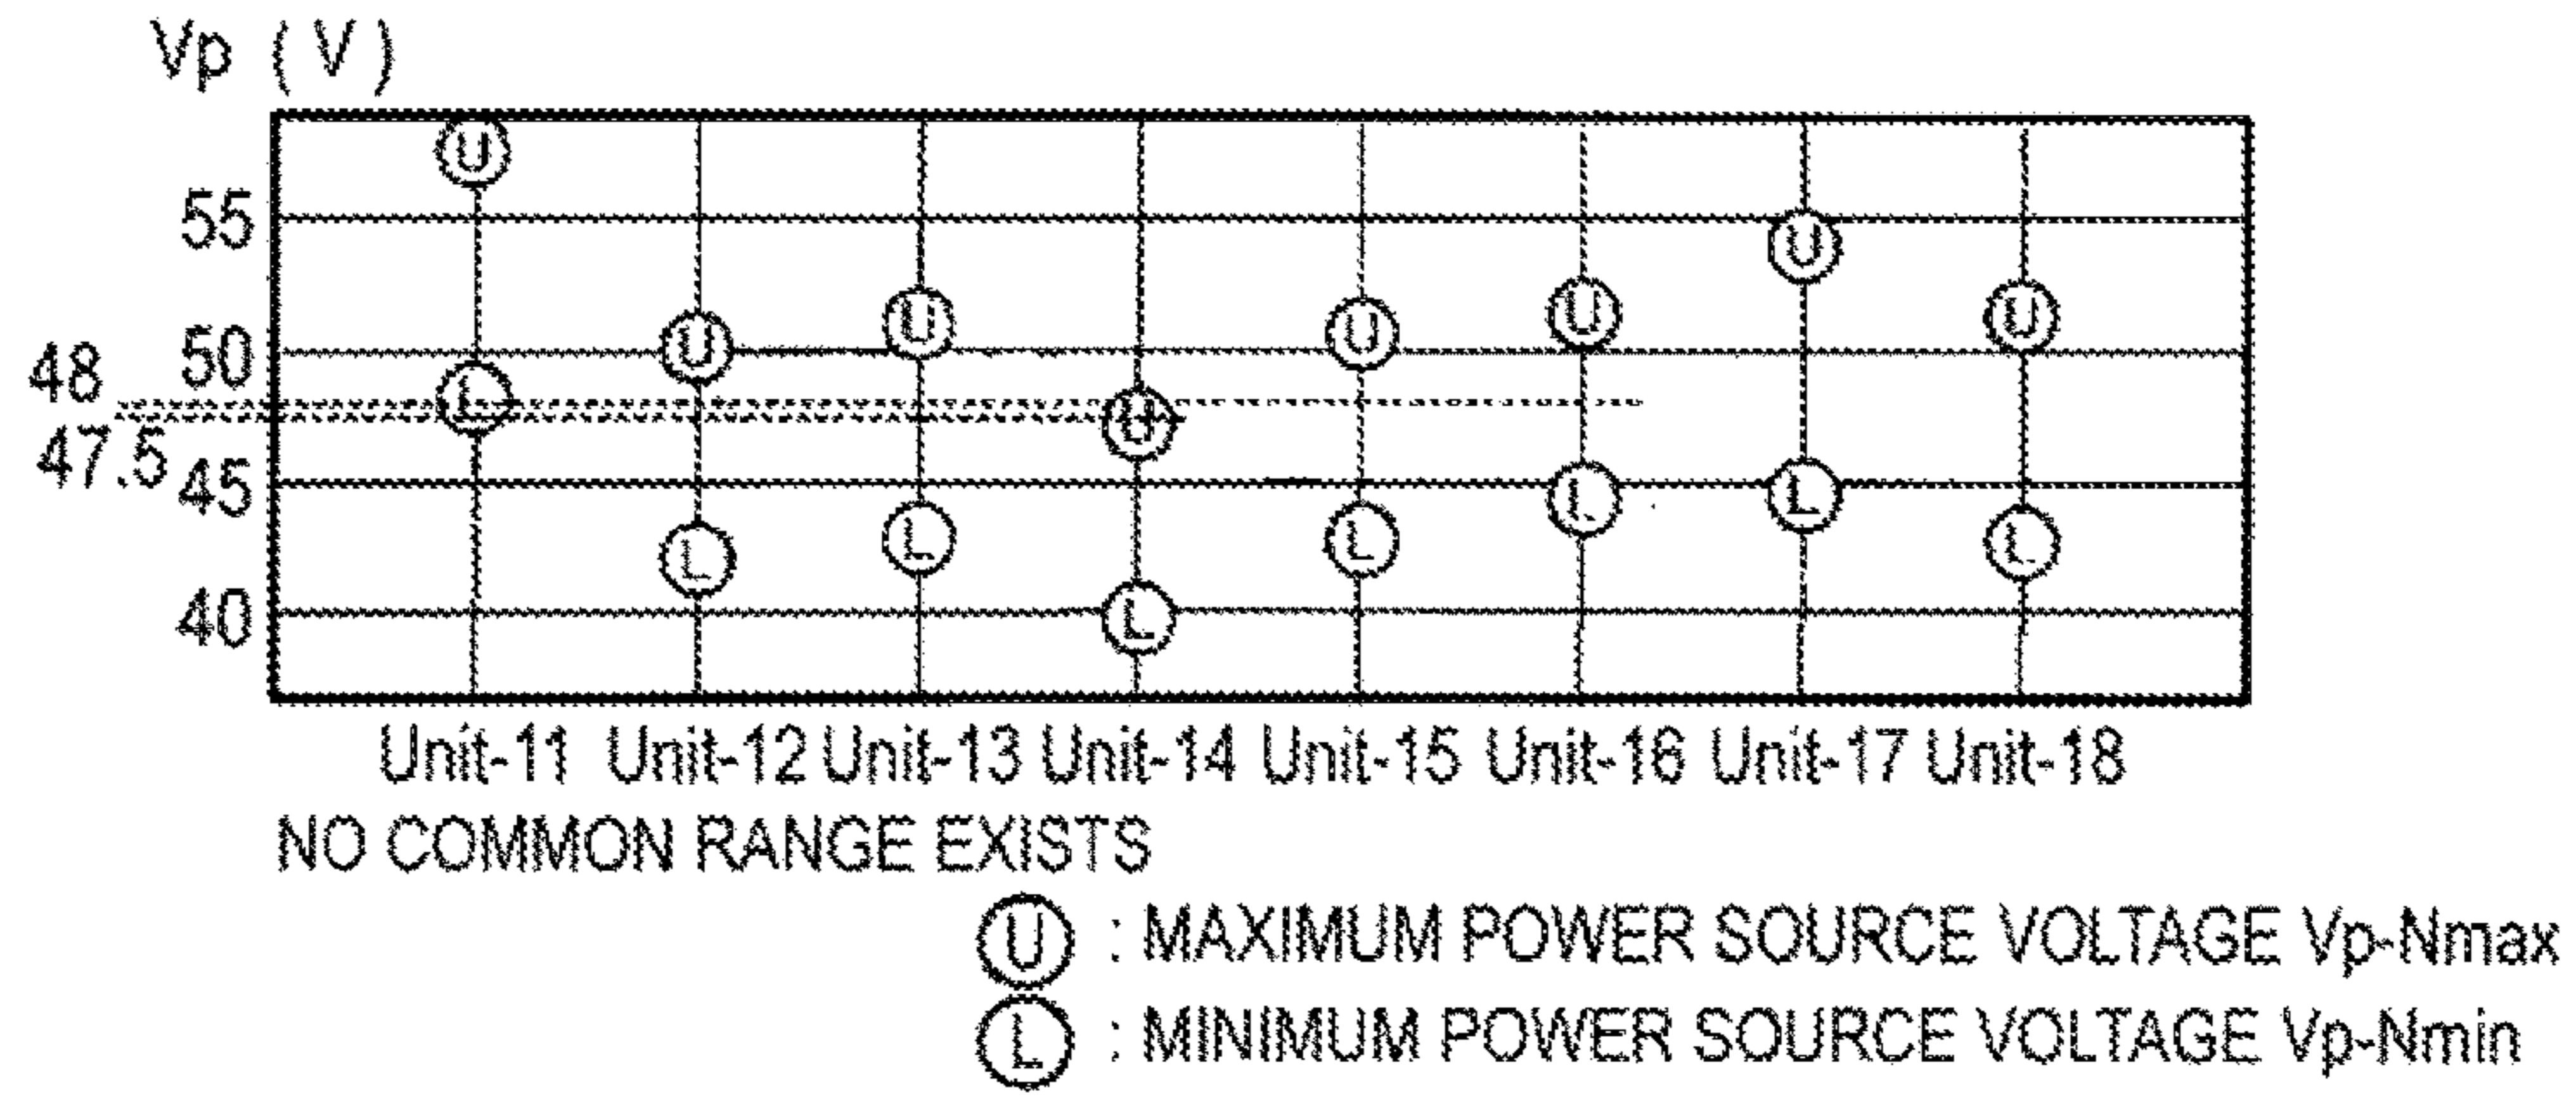 Vp (V)
55
50
48
47.5
45
40
U U U U U U U U
L L L L L L L L
Unit-11 Unit-12 Unit-13 Unit-14 Unit-15 Unit-16 Unit-17 Unit-18
NO COMMON RANGE EXISTS
U : MAXIMUM POWER SOURCE VOLTAGE Vp-Nmax
L : MINIMUM POWER SOURCE VOLTAGE Vp-Nmin